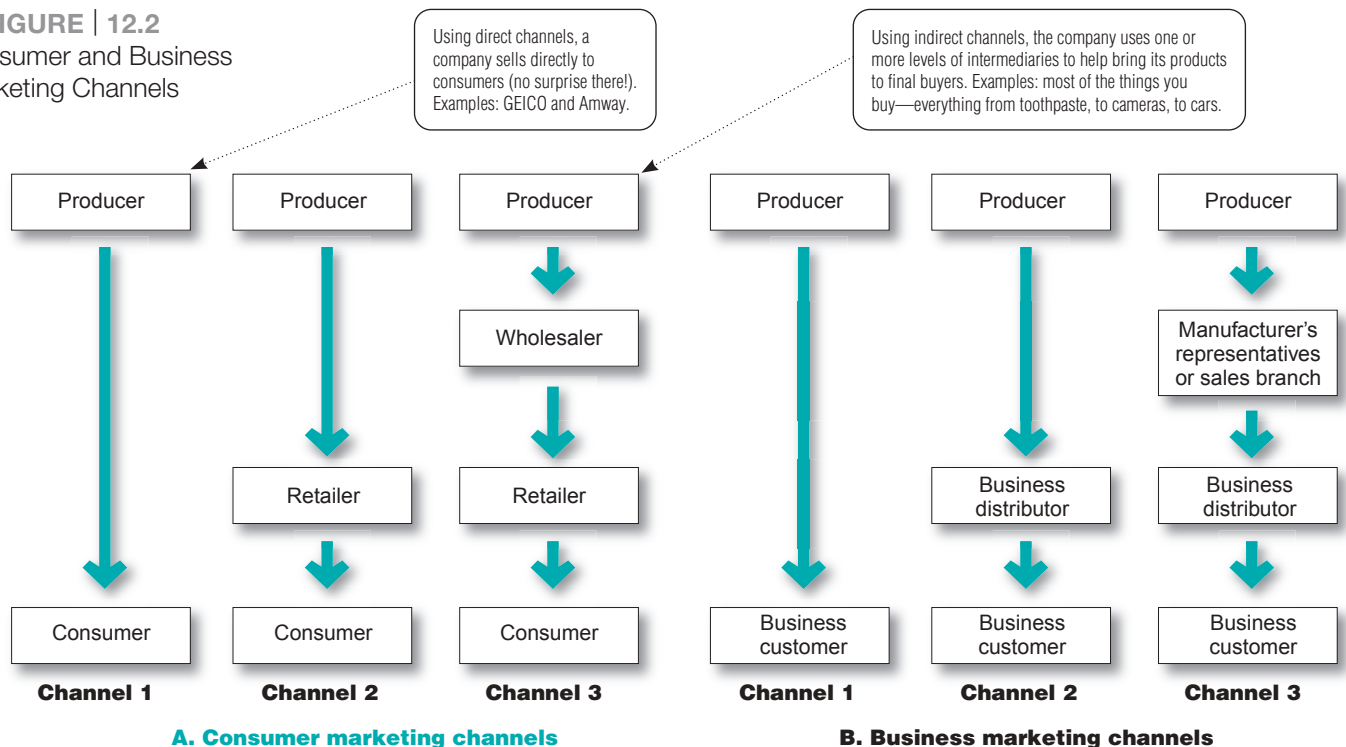 IGURE | 12.2
sumer and Business
keting Channels
Using direct channels, a
company sells directly to
consumers (no surprise there!).
Examples: GEICO and Amway.
Using indirect channels, the company uses one or
more levels of intermediaries to help bring its products
to final buyers. Examples: most of the things you
buy—everything from toothpaste, to cameras, to cars.
Producer
Producer
Producer
Producer
Producer
Producer
Wholesaler
Manufacturer’s
representatives
or sales branch
Retailer
Retailer
Business
distributor
Business
distributor
Consumer
Consumer
Consumer
Business
customer
Business
customer
Business
customer
Channel 1
Channel 2
Channel 3
Channel 1
Channel 2
Channel 3
A. Consumer marketing channels
B. Business marketing channels